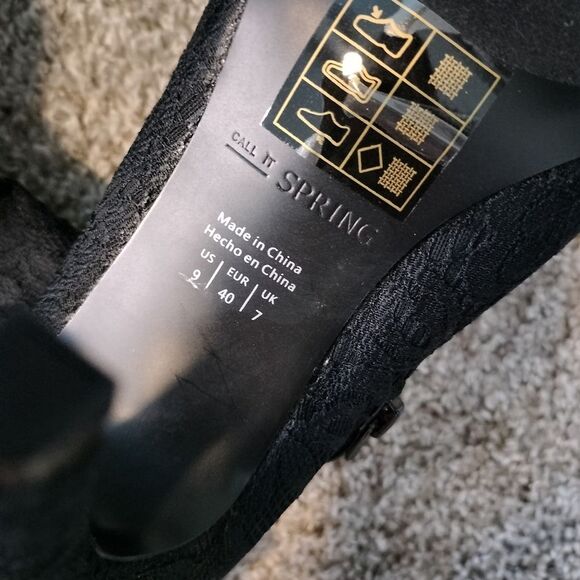 CALL IT
SPRING
Made in China
Hecho en China
US | EUR | UK
9 | 40 | 7